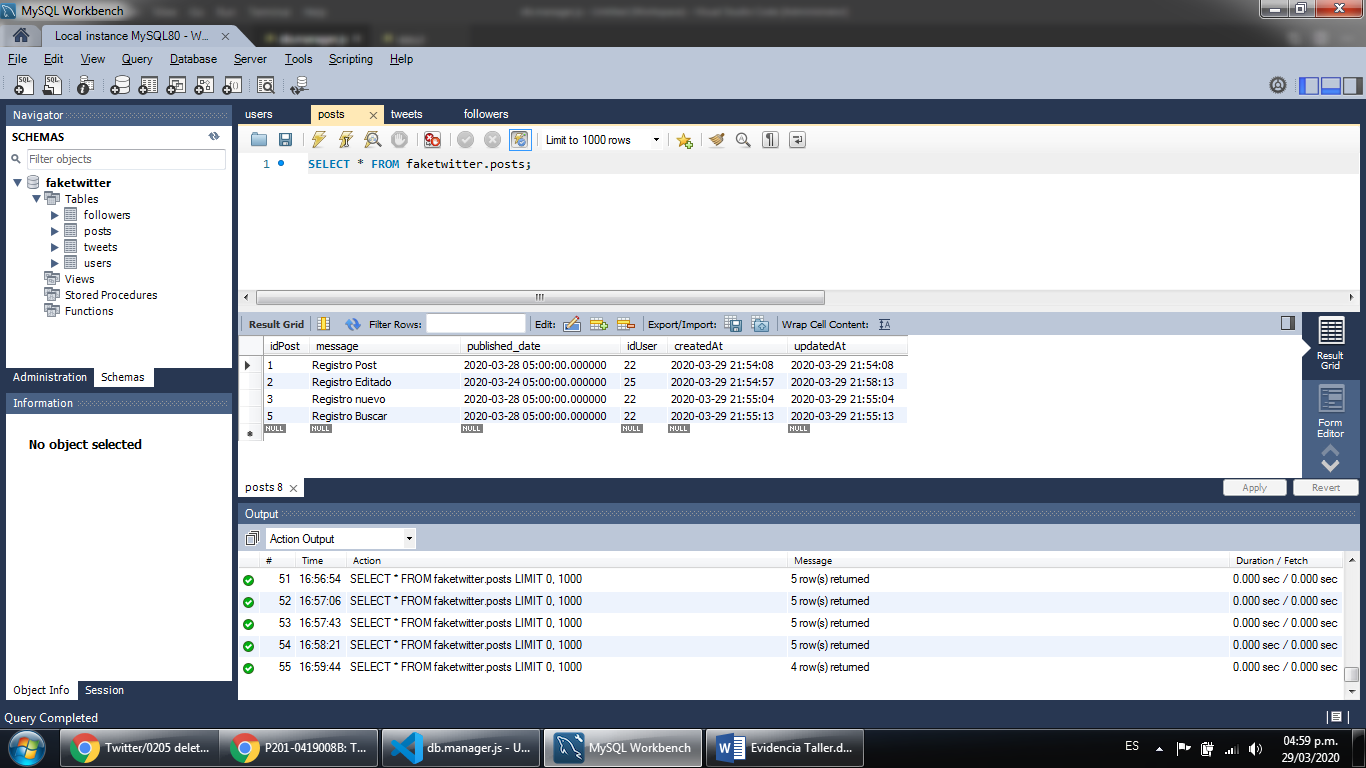 MySQL Workbench
Local instance MySQL80 - W... ×
File Edit View Query Database Server Tools Scripting Help
Navigator
SCHEMAS
Filter objects
faketwitter
Tables
followers
posts
tweets
users
Views
Stored Procedures
Functions
Administration Schemas
Information
No object selected
Object Info Session
users posts × tweets followers
Limit to 1000 rows
1 SELECT * FROM faketwitter.posts;
Result Grid Filter Rows: Edit: Export/Import: Wrap Cell Content:
idPost message published_date idUser createdAt updatedAt
1 Registro Post 2020-03-28 05:00:00.000000 22 2020-03-29 21:54:08 2020-03-29 21:54:08
2 Registro Editado 2020-03-24 05:00:00.000000 25 2020-03-29 21:54:57 2020-03-29 21:58:13
3 Registro nuevo 2020-03-28 05:00:00.000000 22 2020-03-29 21:55:04 2020-03-29 21:55:04
5 Registro Buscar 2020-03-28 05:00:00.000000 22 2020-03-29 21:55:13 2020-03-29 21:55:13
NULL NULL NULL NULL NULL NULL
Result Grid
Form Editor
posts 8 × Apply Revert
Output
Action Output
# Time Action Message Duration / Fetch
51 16:56:54 SELECT * FROM faketwitter.posts LIMIT 0, 1000 5 row(s) returned 0.000 sec / 0.000 sec
52 16:57:06 SELECT * FROM faketwitter.posts LIMIT 0, 1000 5 row(s) returned 0.000 sec / 0.000 sec
53 16:57:43 SELECT * FROM faketwitter.posts LIMIT 0, 1000 5 row(s) returned 0.000 sec / 0.000 sec
54 16:58:21 SELECT * FROM faketwitter.posts LIMIT 0, 1000 5 row(s) returned 0.000 sec / 0.000 sec
55 16:59:44 SELECT * FROM faketwitter.posts LIMIT 0, 1000 4 row(s) returned 0.000 sec / 0.000 sec
Query Completed
Twitter/0205 delet... P201-0419008B: T... db.manager.js - U... MySQL Workbench Evidencia Taller.d... ES 04:59 p.m.
29/03/2020